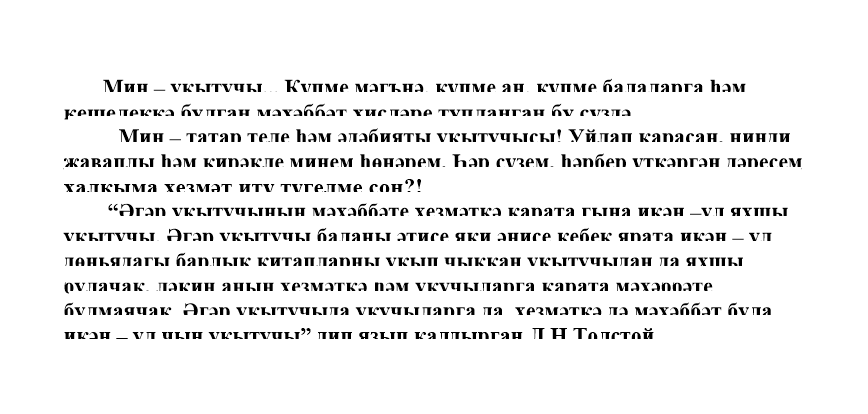 Мин – укытучы... Күпме мәгънә, күпме аң, күпме балаларга һәм
кешелеккә булган мәхәббәт хисләре тупланган бу сүздә.
Мин – татар теле һәм әдәбияты укытучысы! Уйлап карасаң, нинди
җаваплы һәм кирәкле минем һөнәрем. Һәр сүзем, һәрбер үткәргән дәресем
халкыма хезмәт итү түгелме соң?!
“Әгәр укытучының мәхәббәте хезмәткә карата гына икән –ул яхшы
укытучы. Әгәр укытучы баланы әтисе яки әнисе кебек ярата икән – ул
дөньядагы барлык китапларны укып чыккан укытучыдан да яхшы
булачак, ләкин аның хезмәткә һәм укучыларга карата мәхәббәте
булмаячак. Әгәр укытучыда укучыларга да, хезмәткә дә мәхәббәт була
икән – ул чын укытучы” дип язып калдырган Л.Н.Толстой.